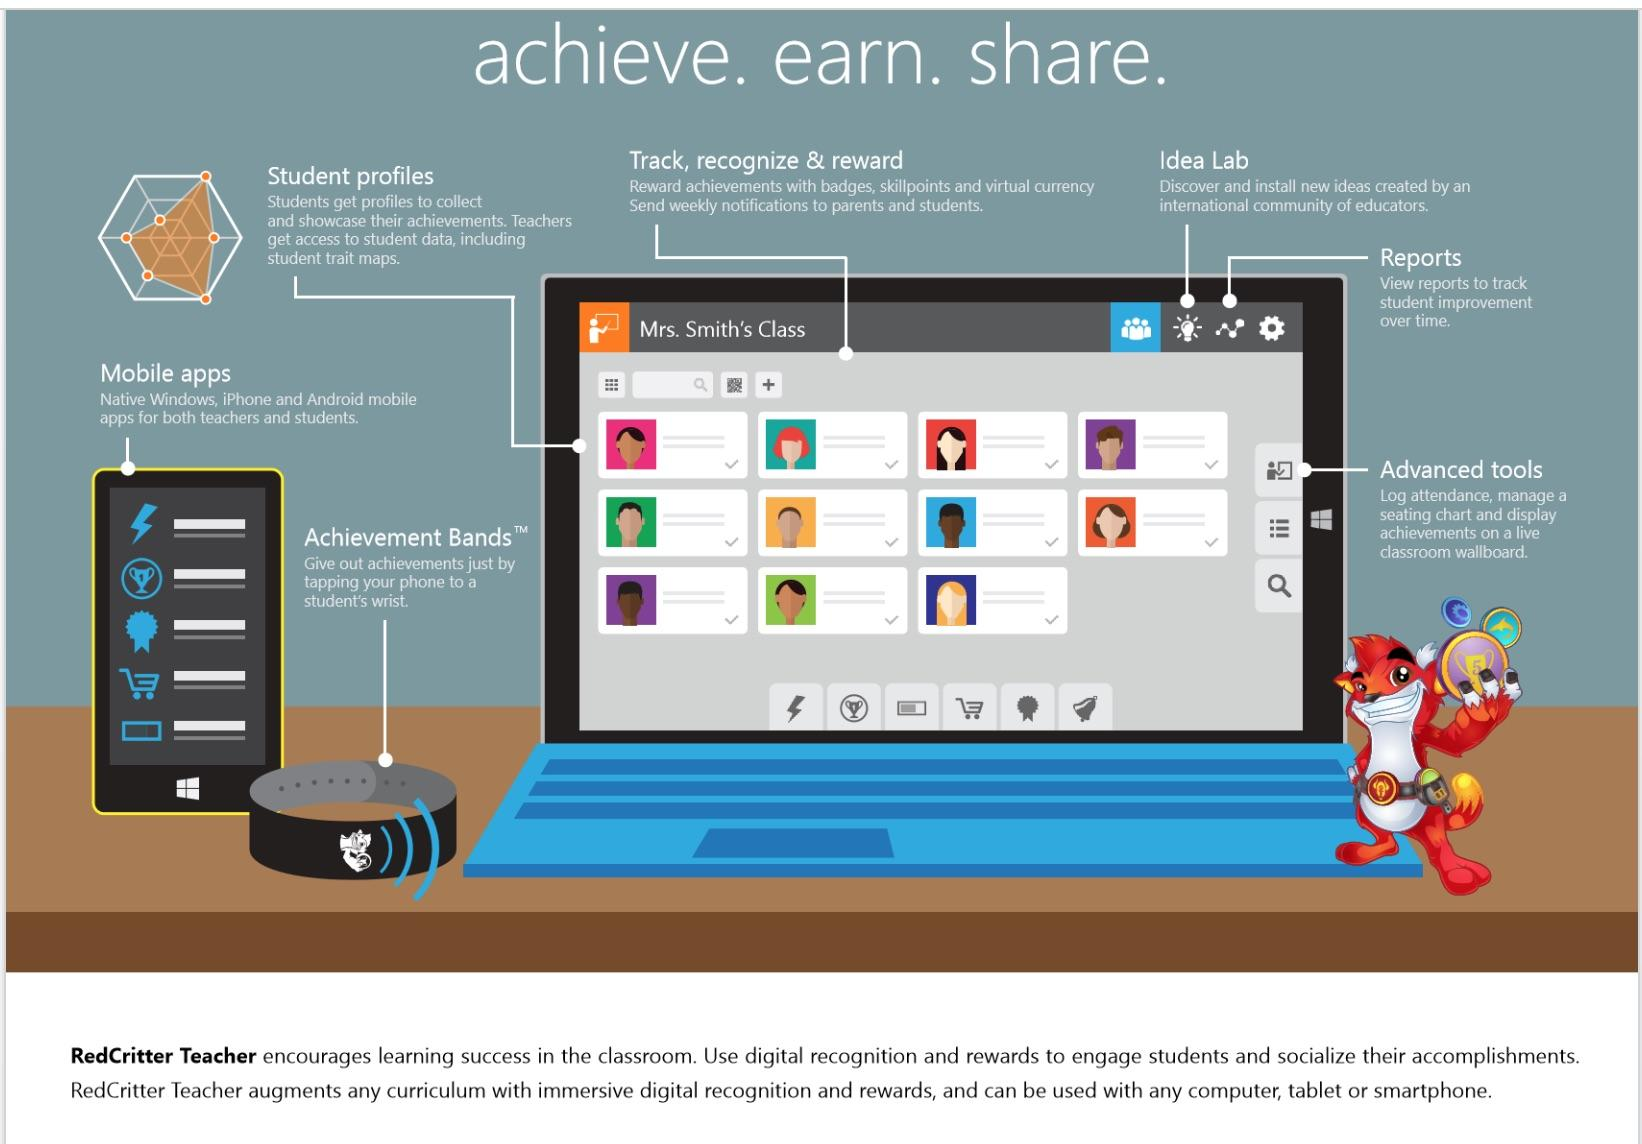 achieve. earn. share.
Student profiles
Students get profiles to collect
and showcase their achievements. Teachers
get access to student data, including
student trait maps.
Track, recognize & reward
Reward achievements with badges, skillpoints and virtual currency
Send weekly notifications to parents and students.
Idea Lab
Discover and install new ideas created by an
international community of educators.
Reports
View reports to track
student improvement
over time.
Mrs. Smith's Class
Mobile apps
Native Windows, iPhone and Android mobile
apps for both teachers and students.
Achievement Bands™
Give out achievements just by
tapping your phone to a
student's wrist.
Advanced tools
Log attendance, manage a
seating chart and display
achievements on a live
classroom wallboard.
1
1
5
RedCritter Teacher encourages learning success in the classroom. Use digital recognition and rewards to engage students and socialize their accomplishments.
RedCritter Teacher augments any curriculum with immersive digital recognition and rewards, and can be used with any computer, tablet or smartphone.